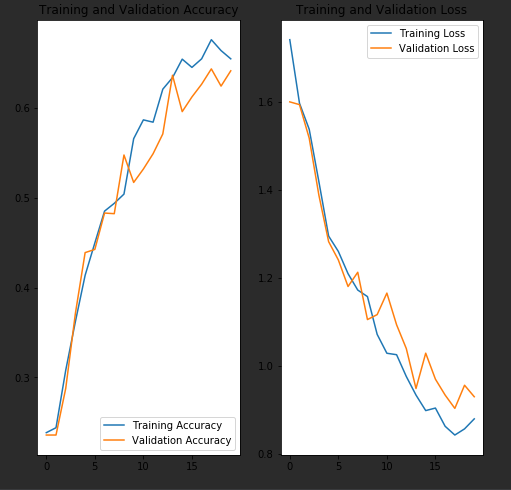 Training and Validation Accuracy
0.6
0.5
0.4
0.3
0
5
10
15
Training Accuracy
Validation Accuracy
Training and Validation Loss
1.6
1.4
1.2
1.0
0.8
0
5
10
15
Training Loss
Validation Loss